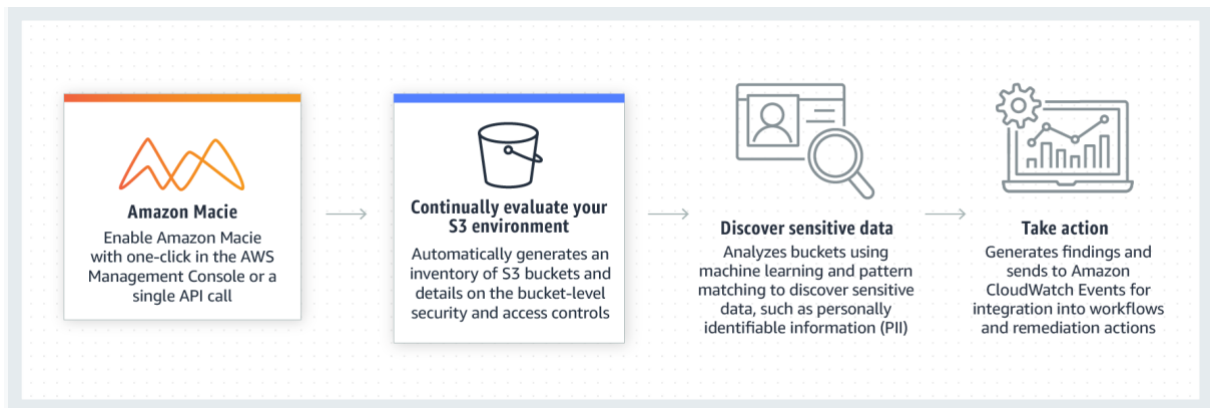 Amazon Macie
Enable Amazon Macie
with one-click in the AWS
Management Console or a
single API call
Continually evaluate your
S3 environment
Automatically generates an
inventory of S3 buckets and
details on the bucket-level
security and access controls
Discover sensitive data
Analyzes buckets using
machine learning and pattern
matching to discover sensitive
data, such as personally
identifiable information (PII)
Take action
Generates findings and
sends to Amazon
CloudWatch Events for
integration into workflows
and remediation actions